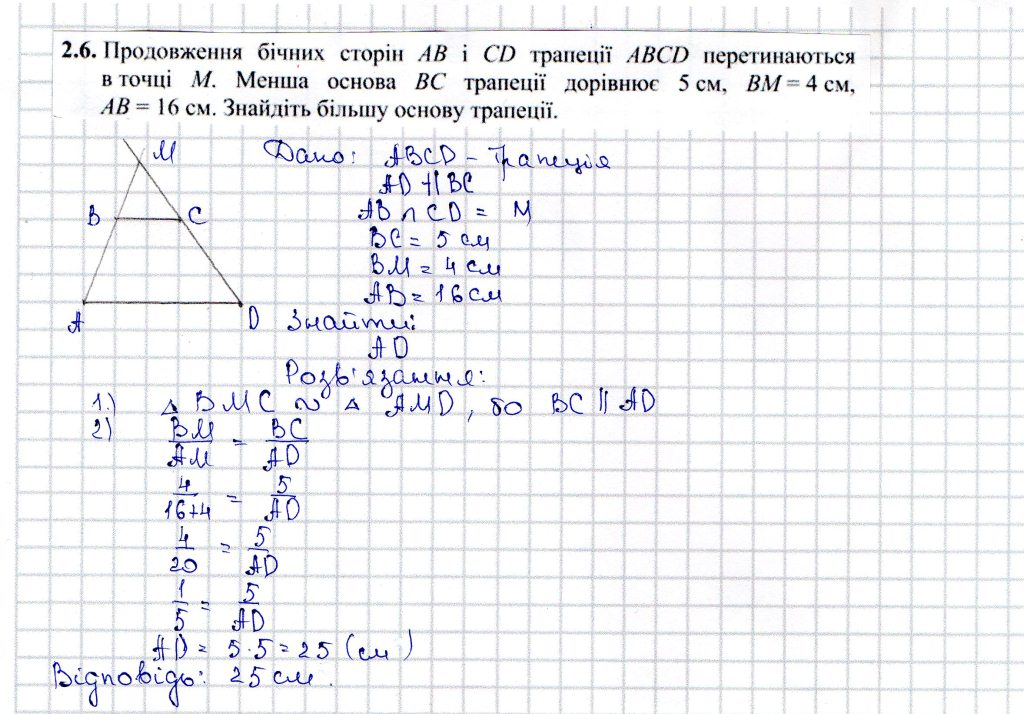 2.6. Продовження бічних сторін AB і CD трапеції ABCD перетинаються
в точці M. Менша основа BC трапеції дорівнює 5 см, BM = 4 см,
AB = 16 см. Знайдіть більшу основу трапеції.
M
Дано: ABCD – трапеція
AD || BC
B C
AB ∩ CD = M
BC = 5 см
BM = 4 см
AB = 16 см
A D
Знайти:
AD
Розв'язання:
1.) △ BMC ~ △ AMD, бо BC || AD
2) BM/AM = BC/AD
4/16+4 = 5/AD
4/20 = 5/AD
1/5 = 5/AD
AD = 5·5 = 25 (см)
Відповідь: 25 см.